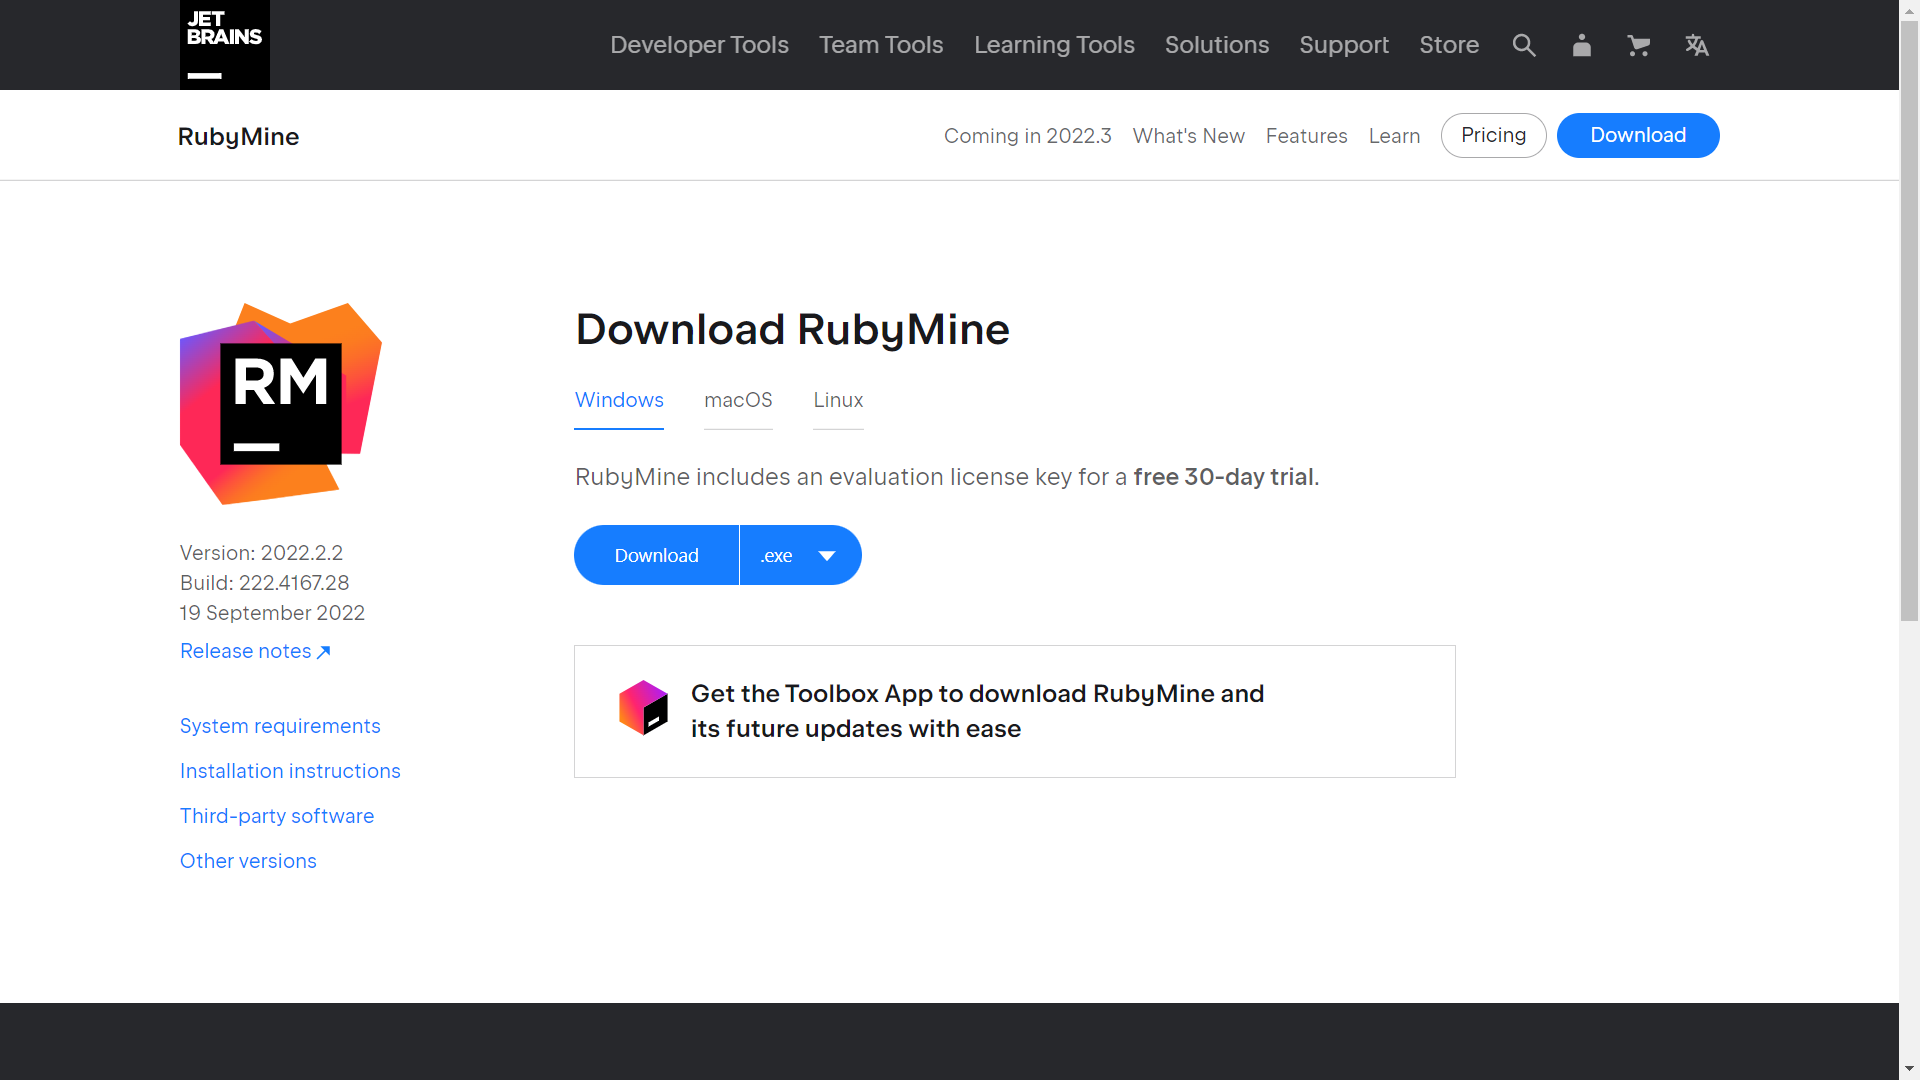 JET
BRAINS
Developer Tools Team Tools Learning Tools Solutions Support Store
RubyMine
Coming in 2022.3 What's New Features Learn Pricing Download
RM
Download RubyMine
Windows macOS Linux
RubyMine includes an evaluation license key for a free 30-day trial.
Download .exe
Version: 2022.2.2
Build: 222.4167.28
19 September 2022
Release notes
System requirements
Installation instructions
Third-party software
Other versions
Get the Toolbox App to download RubyMine and
its future updates with ease